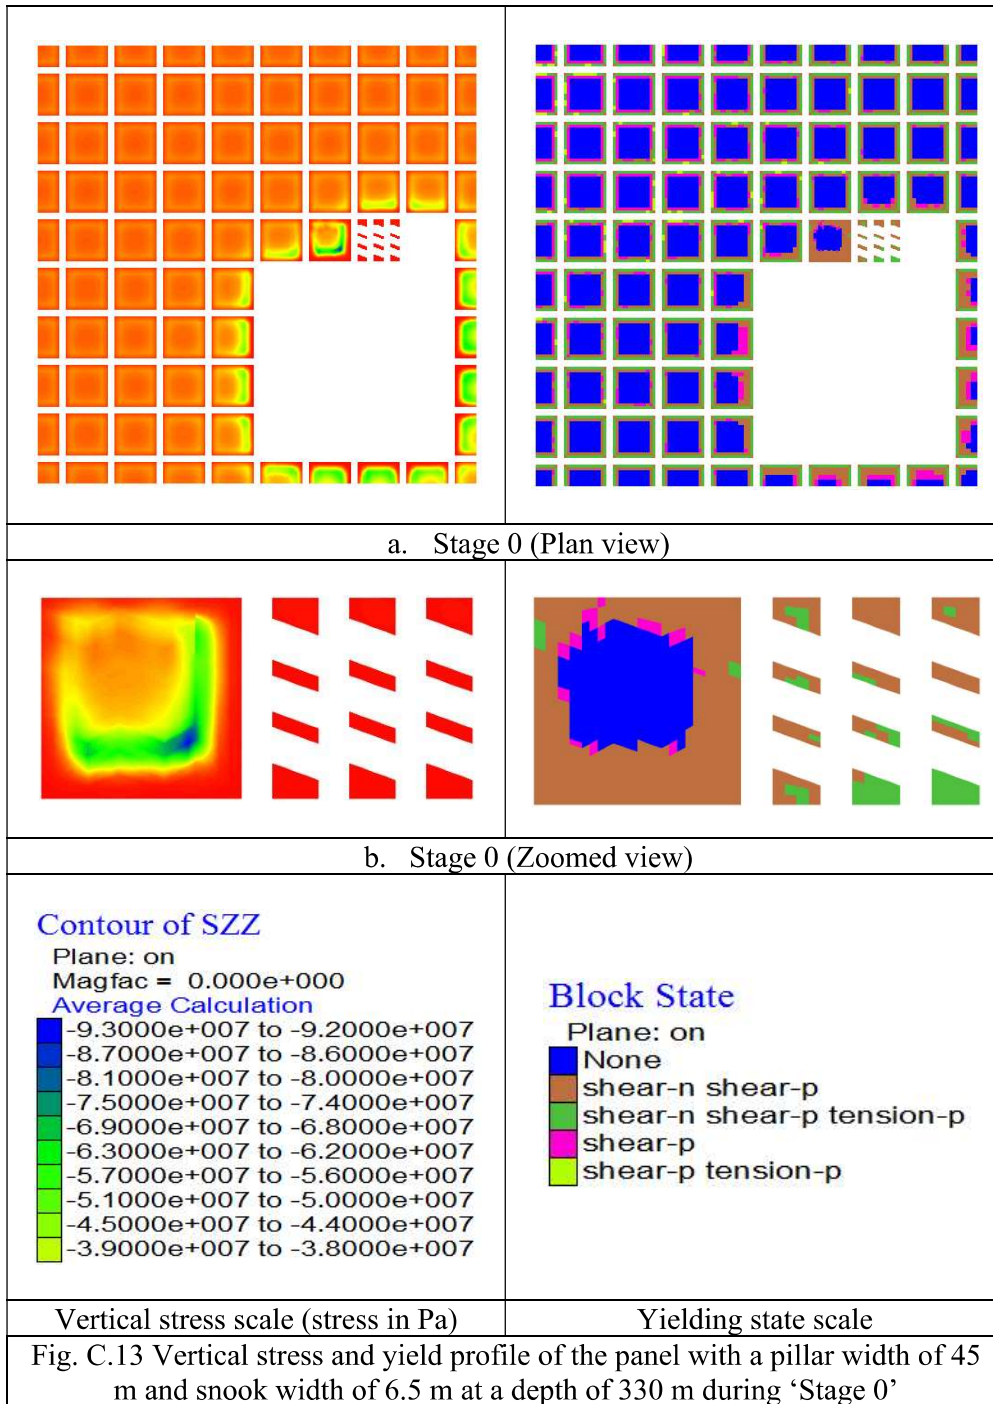 a. Stage 0 (Plan view)
b. Stage 0 (Zoomed view)
Contour of SZZ
Plane: on
Magfac = 0.000e+000
Average Calculation
-9.3000e+007 to -9.2000e+007
-8.7000e+007 to -8.6000e+007
-8.1000e+007 to -8.0000e+007
-7.5000e+007 to -7.4000e+007
-6.9000e+007 to -6.8000e+007
-6.3000e+007 to -6.2000e+007
-5.7000e+007 to -5.6000e+007
-5.1000e+007 to -5.0000e+007
-4.5000e+007 to -4.4000e+007
-3.9000e+007 to -3.8000e+007
Block State
Plane: on
None
shear-n shear-p
shear-n shear-p tension-p
shear-p
shear-p tension-p
Vertical stress scale (stress in Pa)
Yielding state scale
Fig. C.13 Vertical stress and yield profile of the panel with a pillar width of 45
m and snook width of 6.5 m at a depth of 330 m during ‘Stage 0’